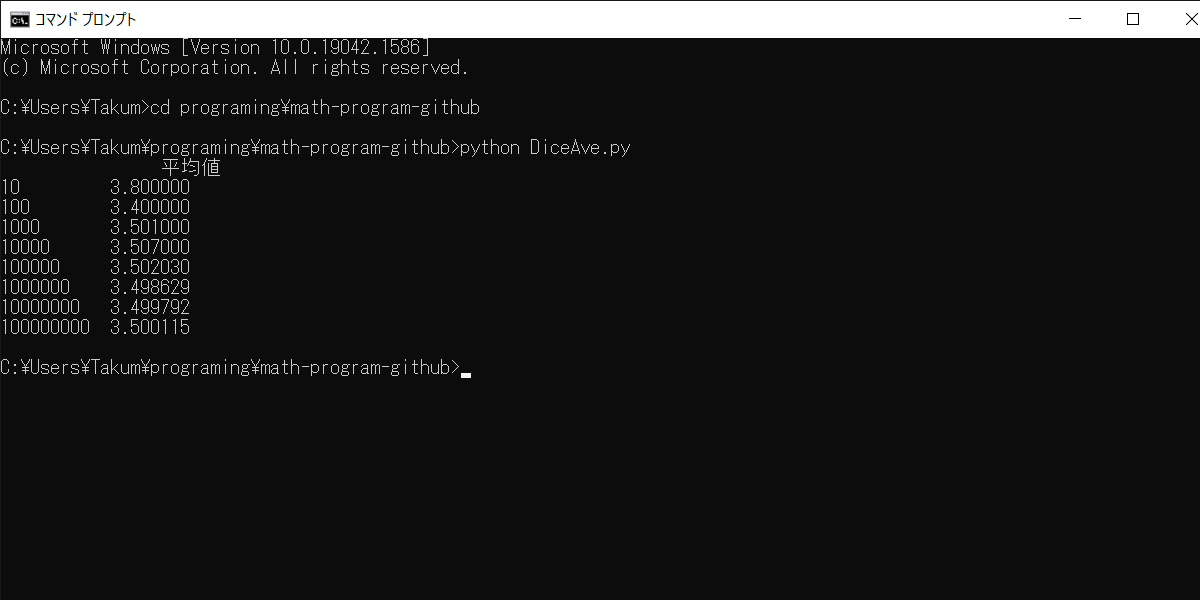 コマンド プロンプト
Microsoft Windows [Version 10.0.19042.1586]
(c) Microsoft Corporation. All rights reserved.
C:¥Users¥Takum>cd programing¥math-program-github
C:¥Users¥Takum¥programing¥math-program-github>python DiceAve.py
平均値
10 3.800000
100 3.400000
1000 3.501000
10000 3.507000
100000 3.502030
1000000 3.498629
10000000 3.499792
100000000 3.500115
C:¥Users¥Takum¥programing¥math-program-github>